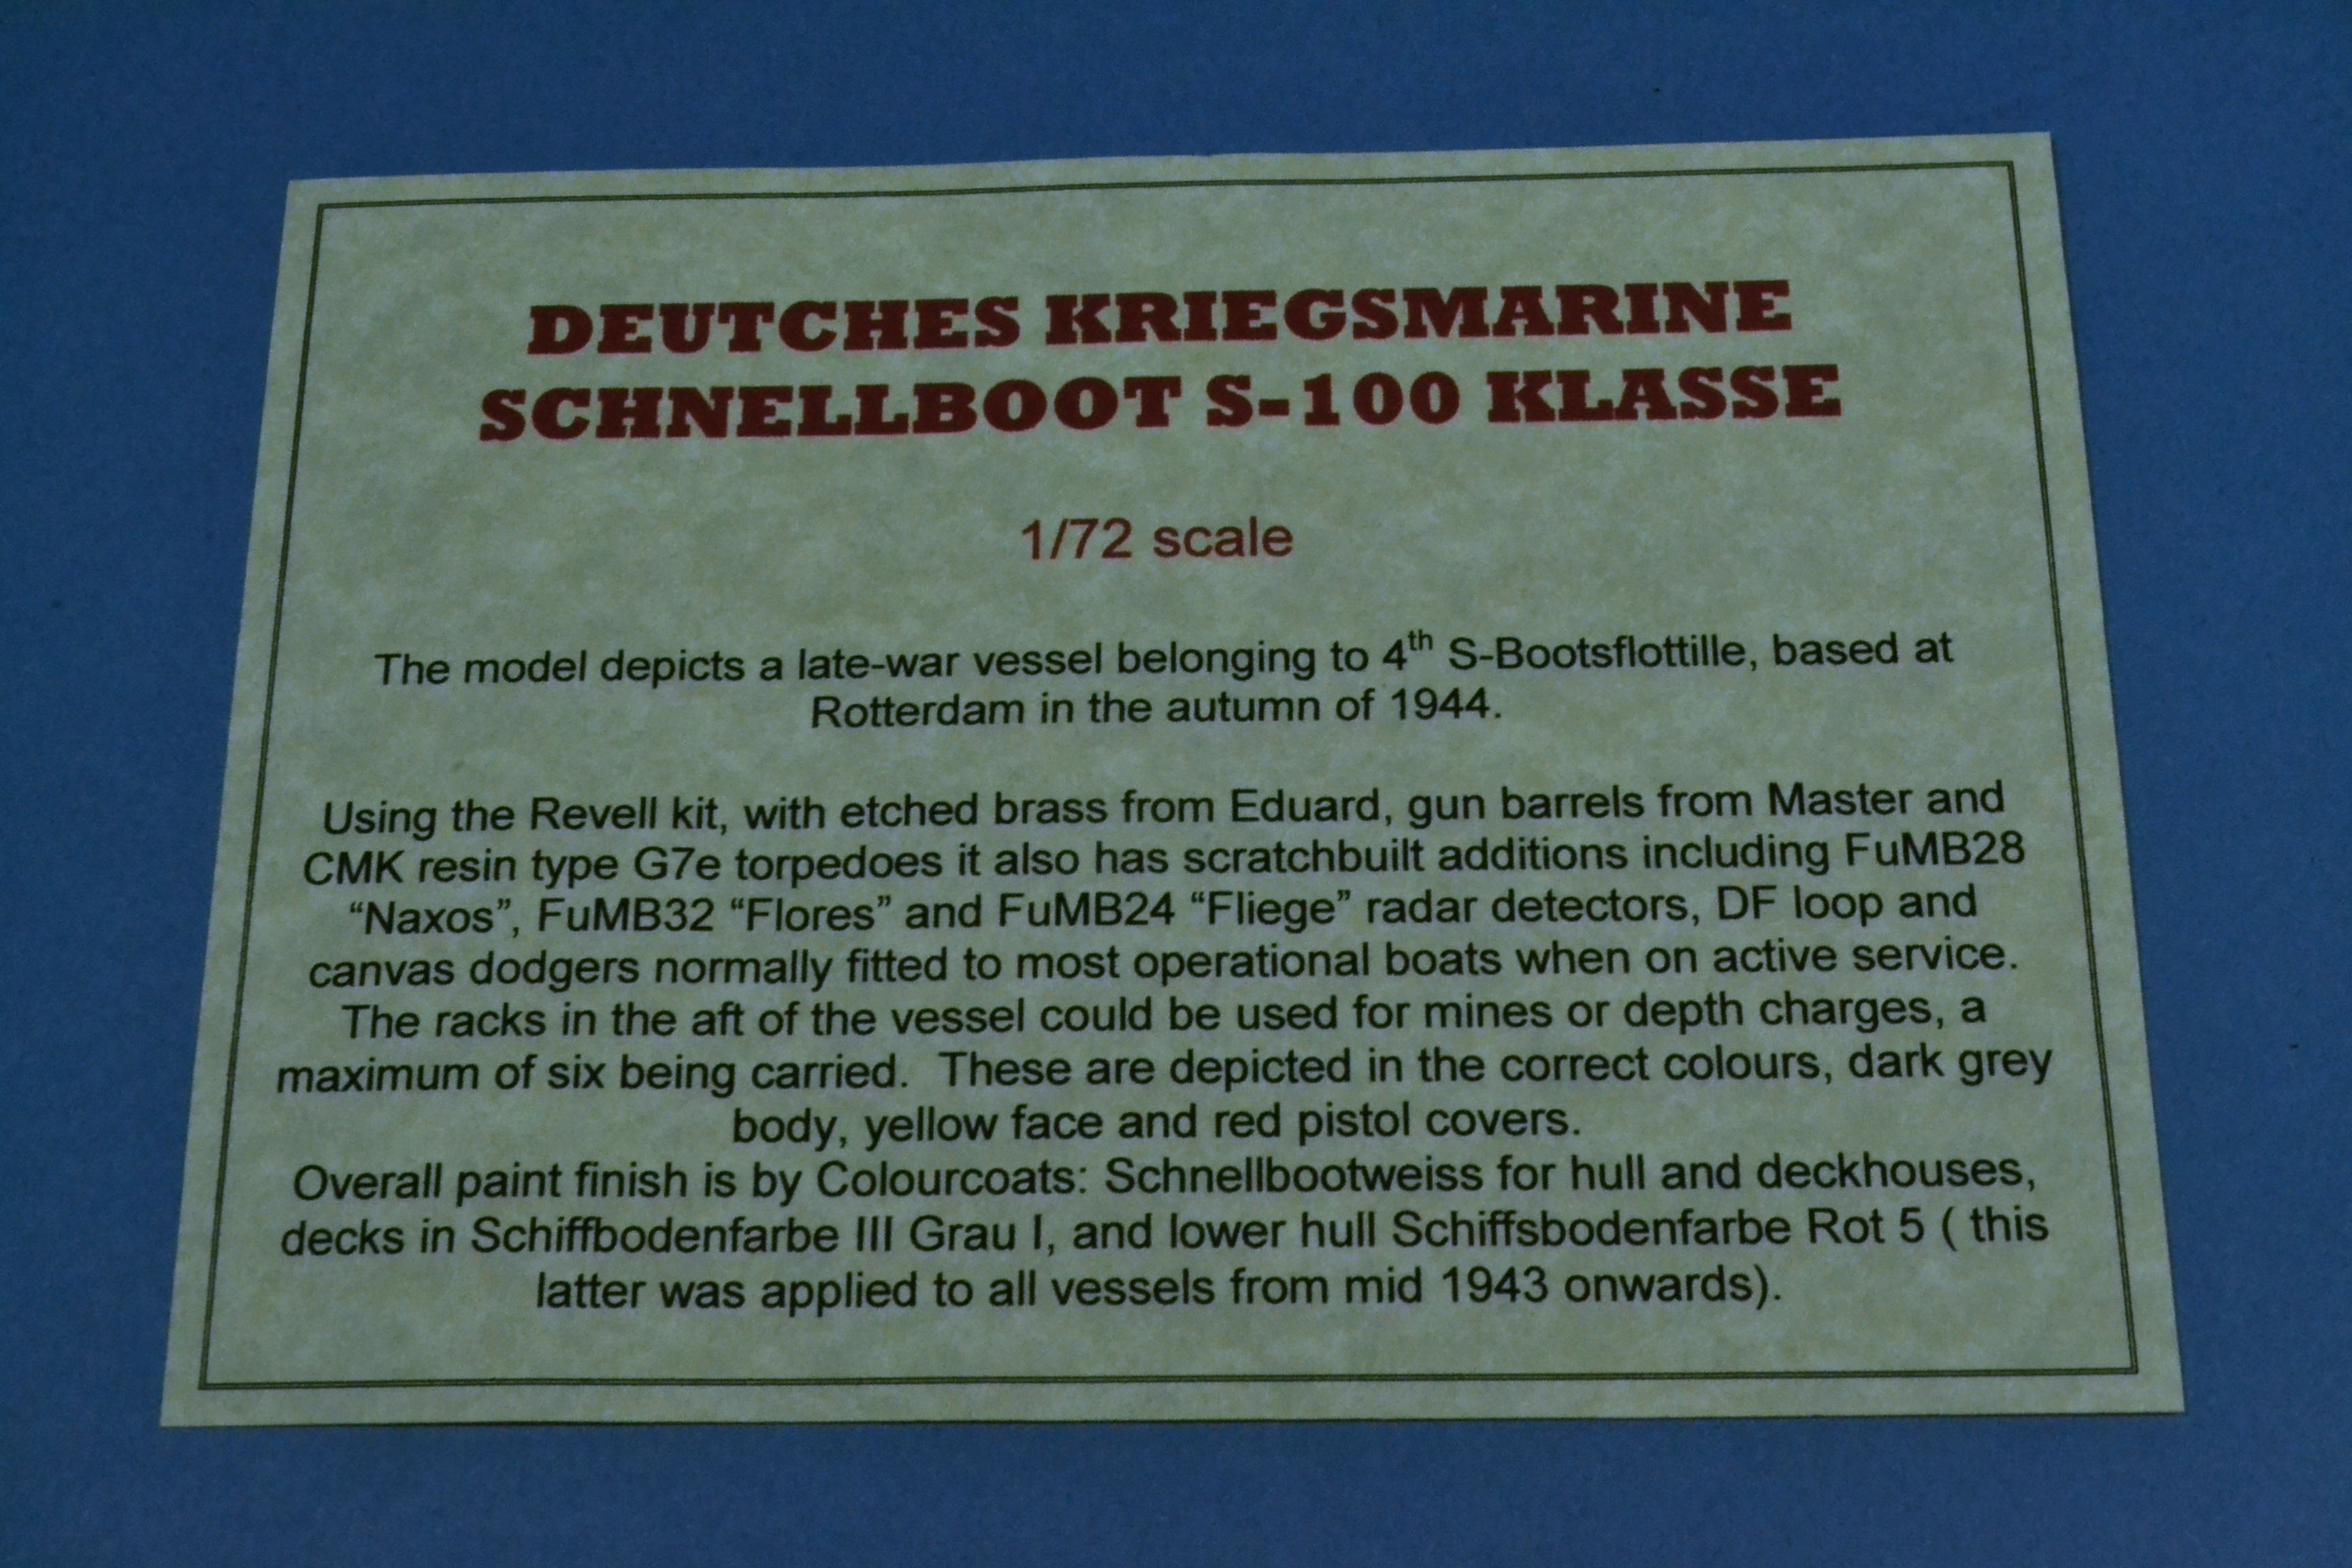 DEUTCHES KRIEGSMARINE
SCHNELLBOOT S-100 KLASSE
1/72 scale
The model depicts a late-war vessel belonging to 4th S-Bootsflottille, based at
Rotterdam in the autumn of 1944.
Using the Revell kit, with etched brass from Eduard, gun barrels from Master and
CMK resin type G7e torpedoes it also has scratchbuilt additions including FuMB28
“Naxos”, FuMB32 “Flores” and FuMB24 “Fliege” radar detectors, DF loop and
canvas dodgers normally fitted to most operational boats when on active service.
The racks in the aft of the vessel could be used for mines or depth charges, a
maximum of six being carried.  These are depicted in the correct colours, dark grey
body, yellow face and red pistol covers.
Overall paint finish is by Colourcoats: Schnellbootweiss for hull and deckhouses,
decks in Schiffbodenfarbe III Grau I, and lower hull Schiffsbodenfarbe Rot 5 ( this
latter was applied to all vessels from mid 1943 onwards).